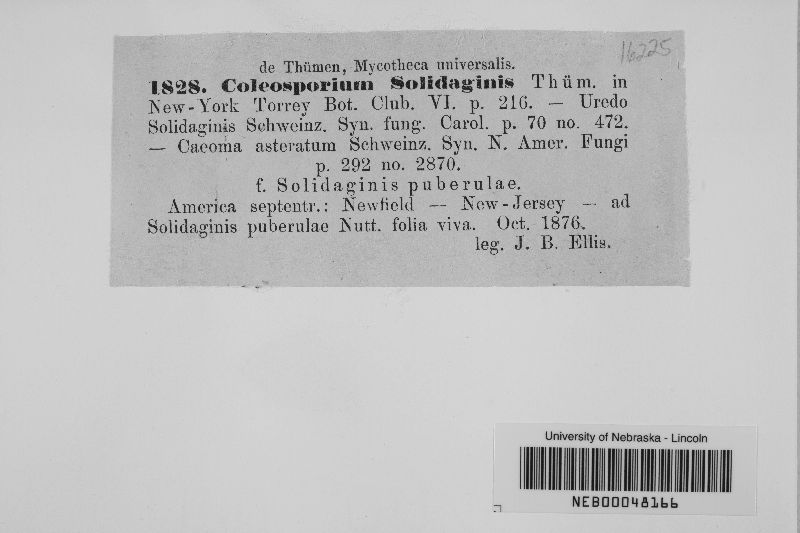 16225
de Thümen, Mycotheca universalis.
1828. Coleosporium Solidaginis Thüm. in
New-York Torrey Bot. Club. VI. p. 216. — Uredo
Solidaginis Schweinz. Syn. fung. Carol. p. 70 no. 472.
— Caeoma asteratum Schweinz. Syn. N. Amer. Fungi
p. 292 no. 2870.
f. Solidaginis puberulae.
America septentr.: Newfield — New-Jersey — ad
Solidaginis puberulae Nutt. folia viva. Oct. 1876.
leg. J. B. Ellis.
University of Nebraska - Lincoln
NEB00048166